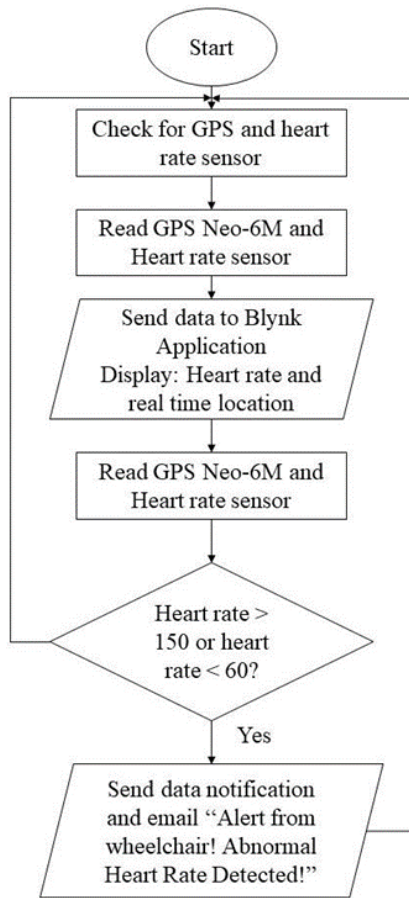 Start
Check for GPS and heart
rate sensor
Read GPS Neo-6M and
Heart rate sensor
Send data to Blynk
Application
Display: Heart rate and
real time location
Read GPS Neo-6M and
Heart rate sensor
Heart rate >
150 or heart
rate < 60?
Yes
Send data notification
and email “Alert from
wheelchair! Abnormal
Heart Rate Detected!”